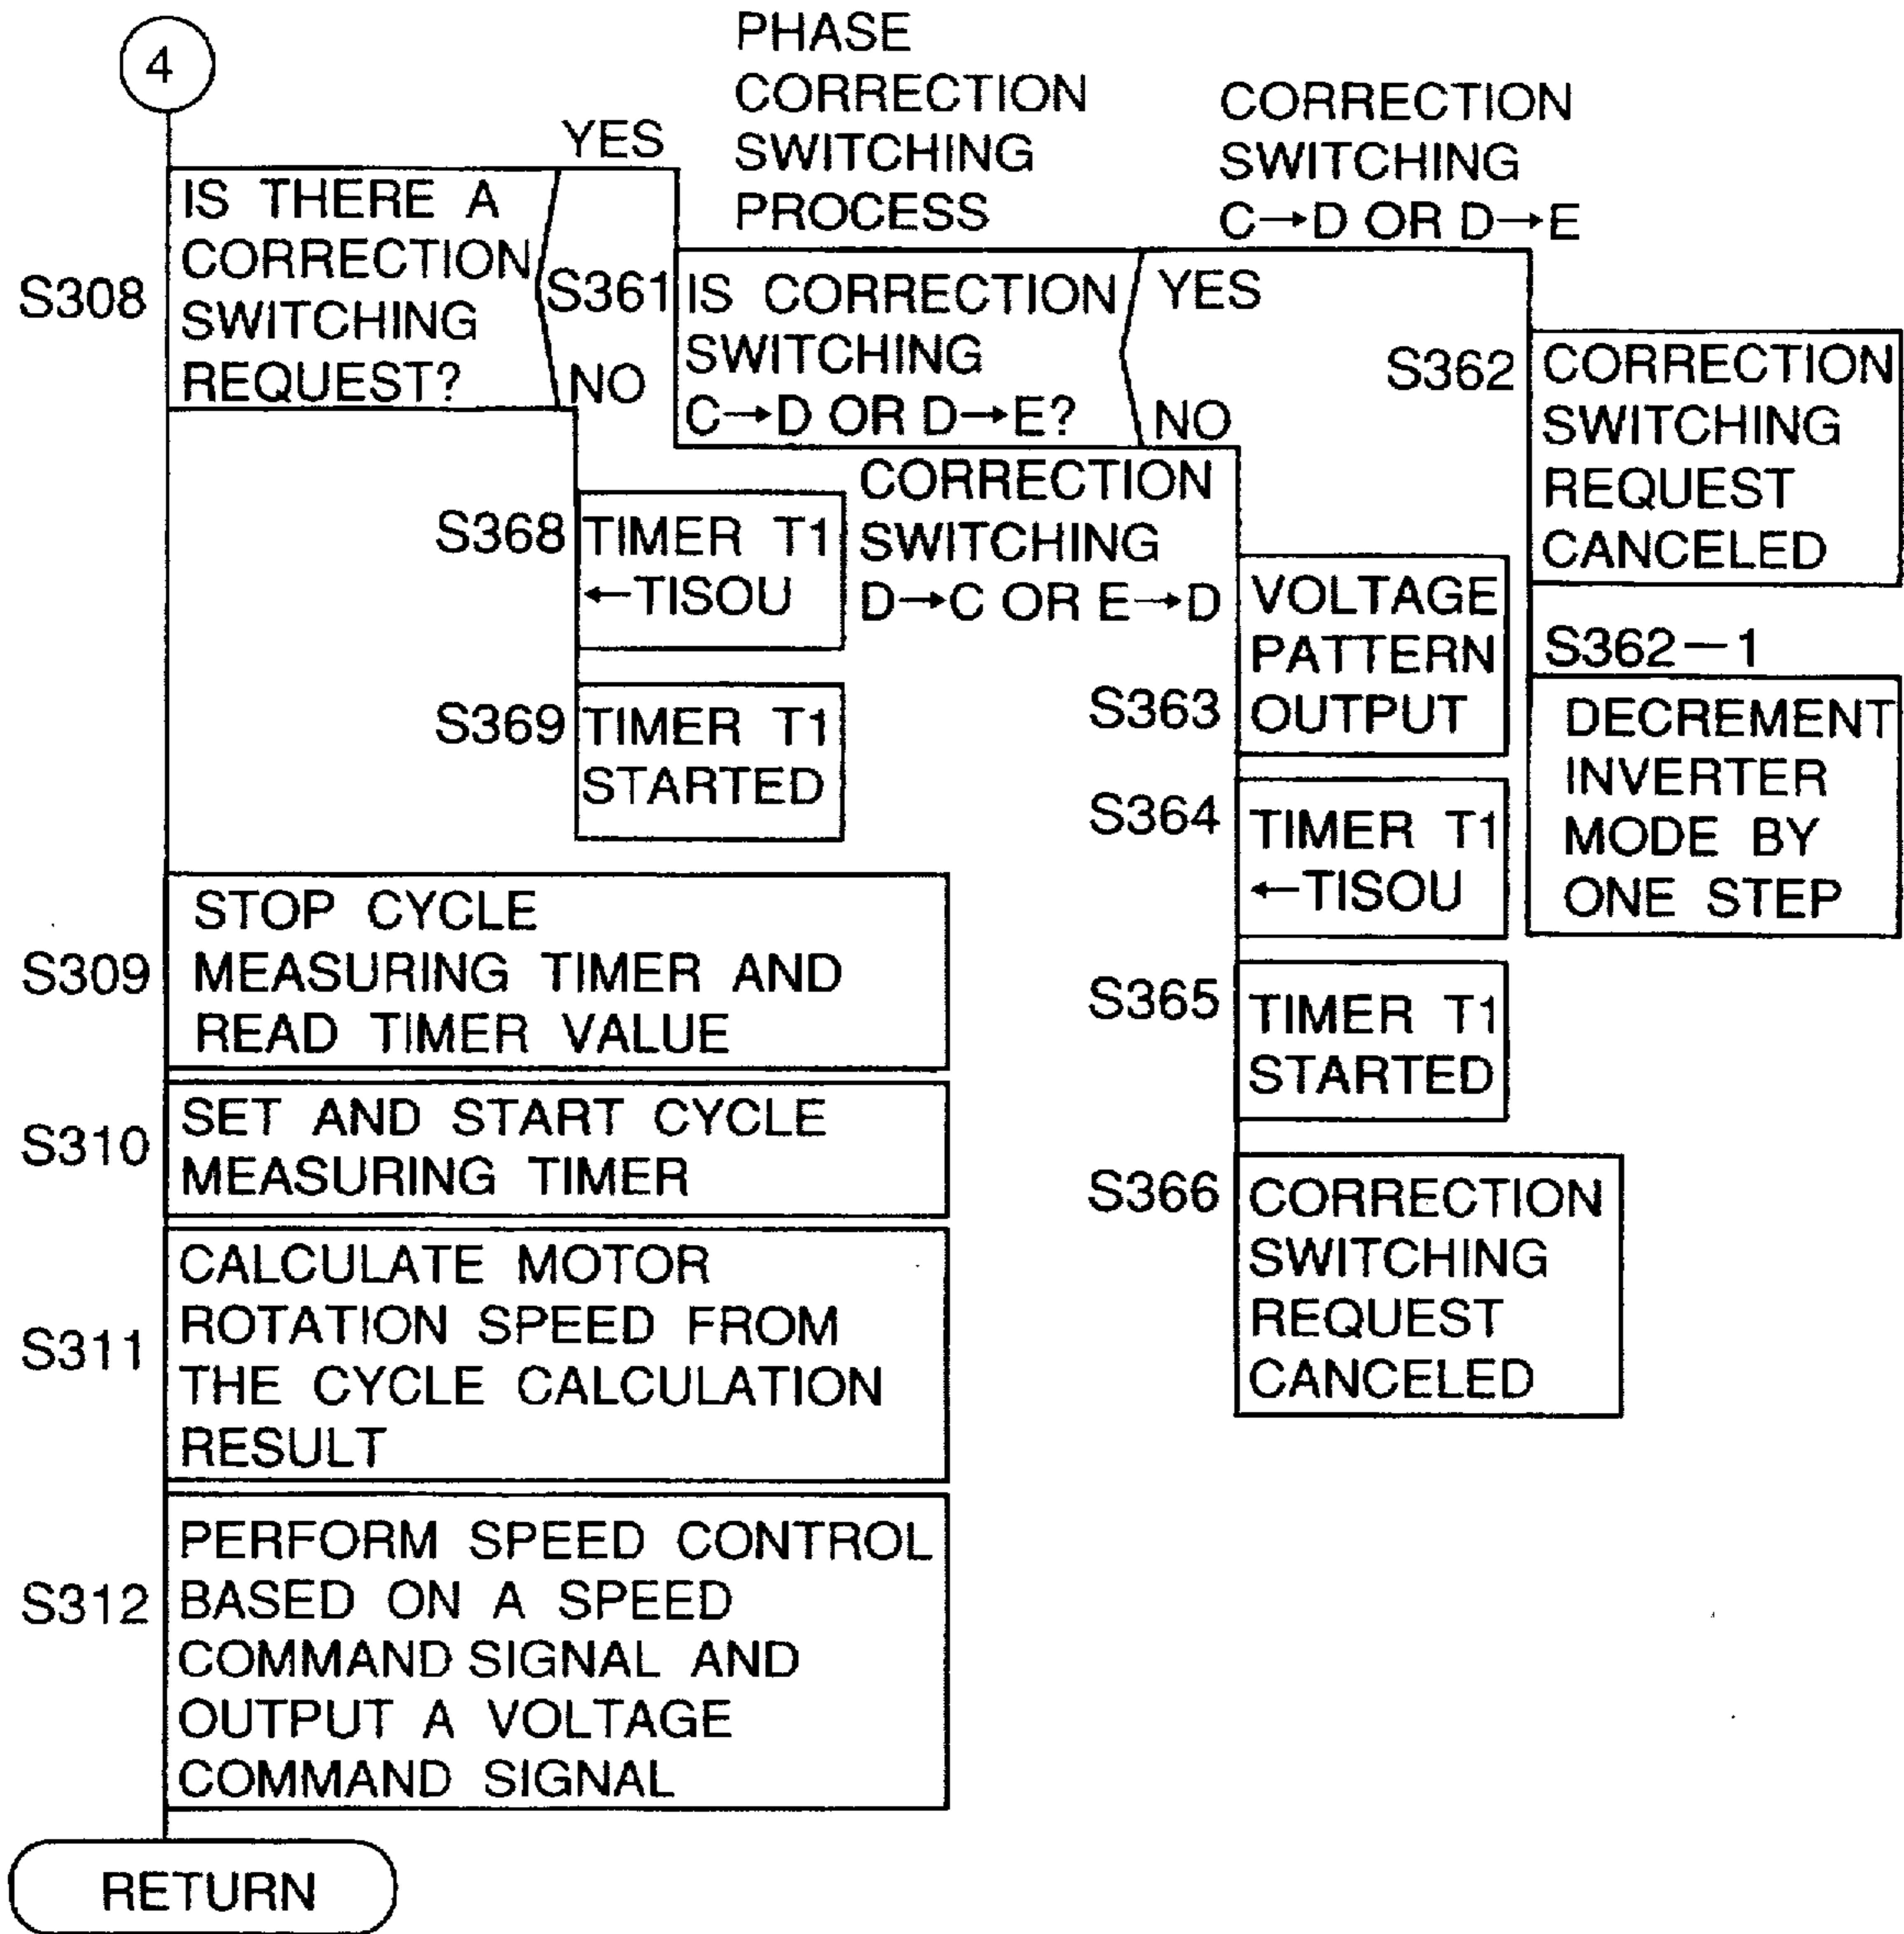 4
PHASE
CORRECTION
SWITCHING
PROCESS
CORRECTION
SWITCHING
C→D OR D→E
YES
S308
IS THERE A
CORRECTION
SWITCHING
REQUEST?
NO
S361
IS CORRECTION
SWITCHING
C→D OR D→E?
YES
NO
S362
CORRECTION
SWITCHING
REQUEST
CANCELED
S362-1
DECREMENT
INVERTER
MODE BY
ONE STEP
S368
TIMER T1
←TISOU
S369
TIMER T1
STARTED
CORRECTION
SWITCHING
D→C OR E→D
S363
VOLTAGE
PATTERN
OUTPUT
S364
TIMER T1
←TISOU
S365
TIMER T1
STARTED
S366
CORRECTION
SWITCHING
REQUEST
CANCELED
S309
STOP CYCLE
MEASURING TIMER AND
READ TIMER VALUE
S310
SET AND START CYCLE
MEASURING TIMER
S311
CALCULATE MOTOR
ROTATION SPEED FROM
THE CYCLE CALCULATION
RESULT
S312
PERFORM SPEED CONTROL
BASED ON A SPEED
COMMAND SIGNAL AND
OUTPUT A VOLTAGE
COMMAND SIGNAL
RETURN